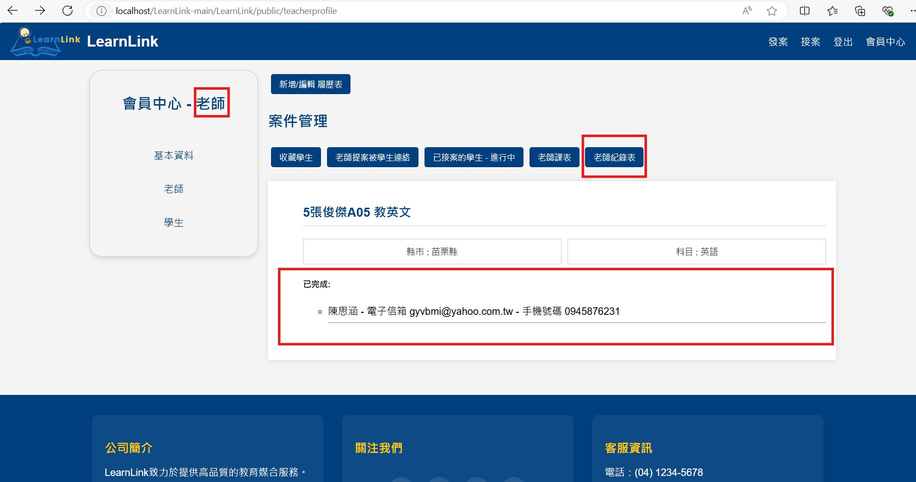 localhost/LearnLink-main/LearnLink/public/teacherprofile
LearnLink LearnLink
發案 接案 登出 會員中心
會員中心 - 老師
基本資料
老師
學生
新增/編輯 履歷表
案件管理
收藏學生 老師提案被學生連絡 已接案的學生 - 進行中 老師課表 老師紀錄表
5張俊傑A05 教英文
縣市 : 苗栗縣 科目 : 英語
已完成:
陳思涵 - 電子信箱 gyvbmi@yahoo.com.tw - 手機號碼 0945876231
公司簡介
LearnLink致力於提供高品質的教育媒合服務。
關注我們
客服資訊
電話：(04) 1234-5678